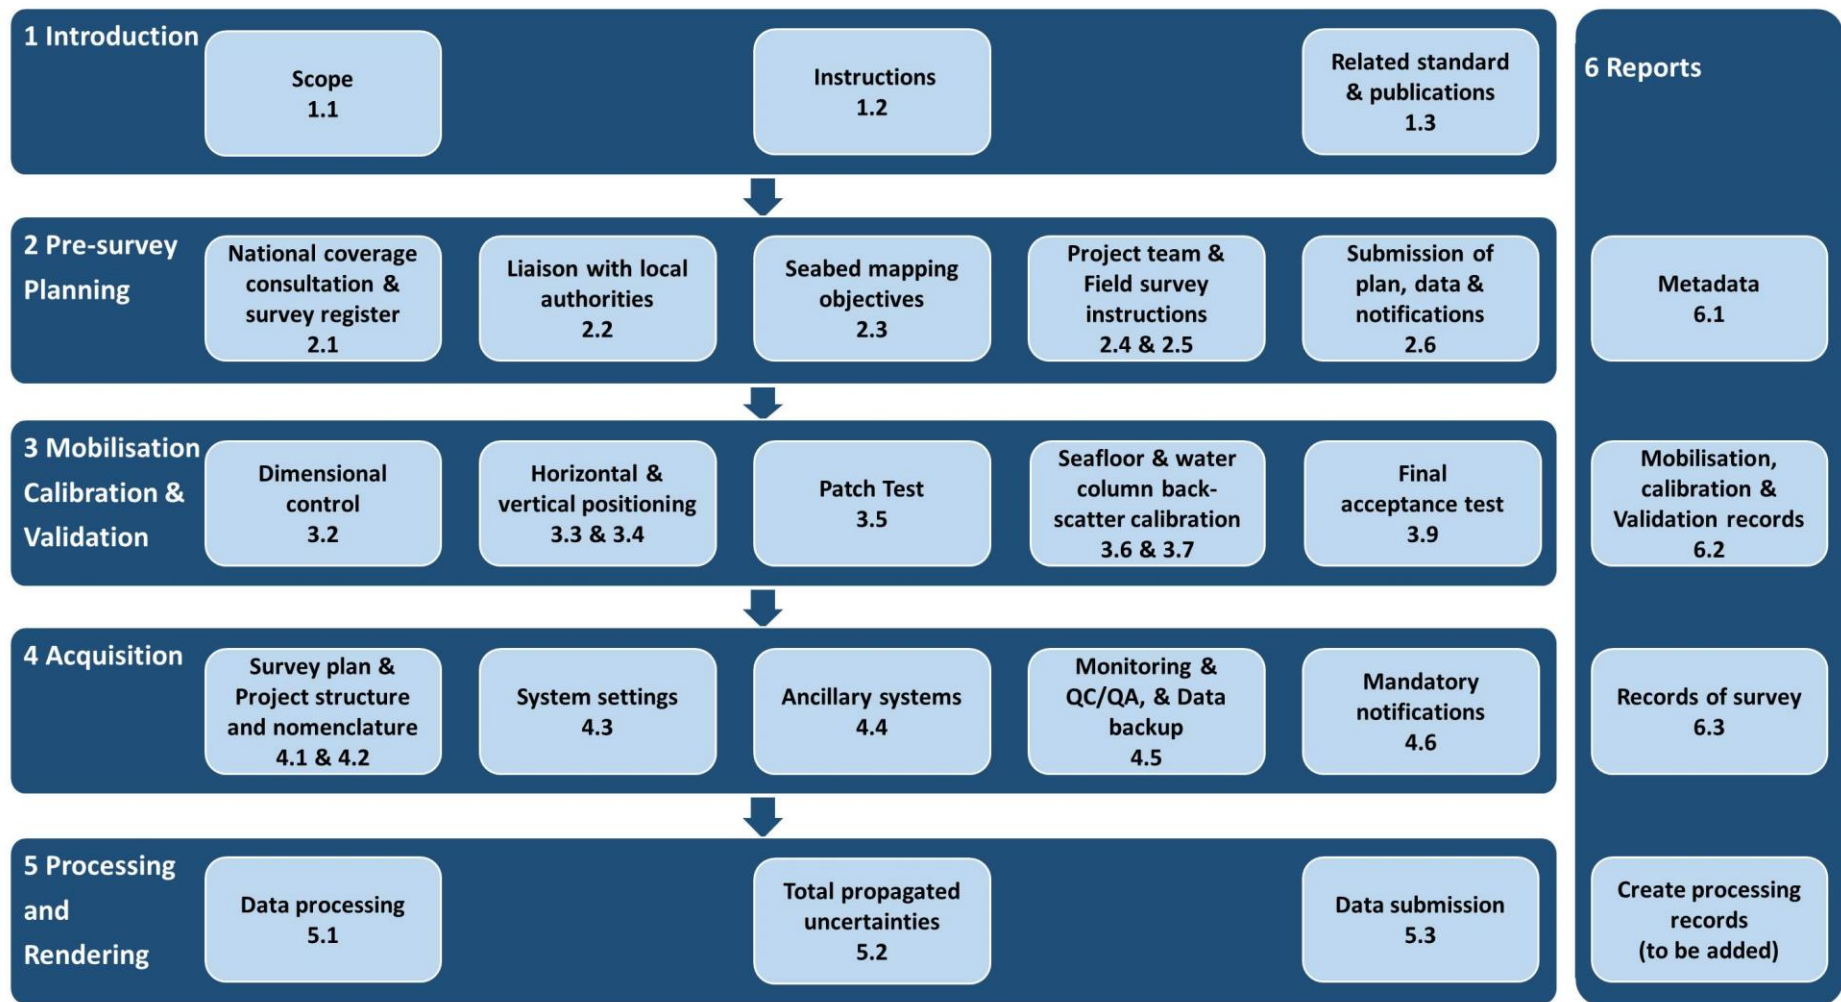 1 Introduction
Scope
1.1
Instructions
1.2
Related standard
& publications
1.3
2 Pre-survey
Planning
National coverage
consultation &
survey register
2.1
Liaison with local
authorities
2.2
Seabed mapping
objectives
2.3
Project team &
Field survey
instructions
2.4 & 2.5
Submission of
plan, data &
notifications
2.6
3 Mobilisation
Calibration &
Validation
Dimensional
control
3.2
Horizontal &
vertical positioning
3.3 & 3.4
Patch Test
3.5
Seafloor & water
column back-
scatter calibration
3.6 & 3.7
Final
acceptance test
3.9
4 Acquisition
Survey plan &
Project structure
and nomenclature
4.1 & 4.2
System settings
4.3
Ancillary systems
4.4
Monitoring &
QC/QA, & Data
backup
4.5
Mandatory
notifications
4.6
5 Processing
and
Rendering
Data processing
5.1
Total propagated
uncertainties
5.2
Data submission
5.3
6 Reports
Metadata
6.1
Mobilisation,
calibration &
Validation records
6.2
Records of survey
6.3
Create processing
records
(to be added)